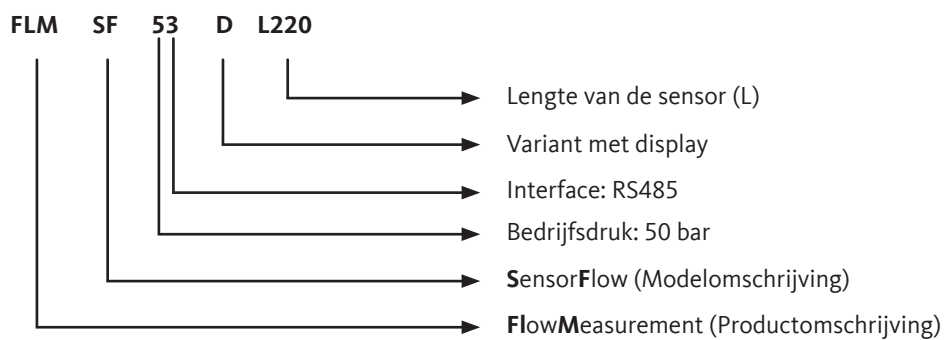 FLM SF 53 D L220
Lengte van de sensor (L)
Variant met display
Interface: RS485
Bedrijfsdruk: 50 bar
SensorFlow (Modelomschrijving)
FlowMeasurement (Productomschrijving)